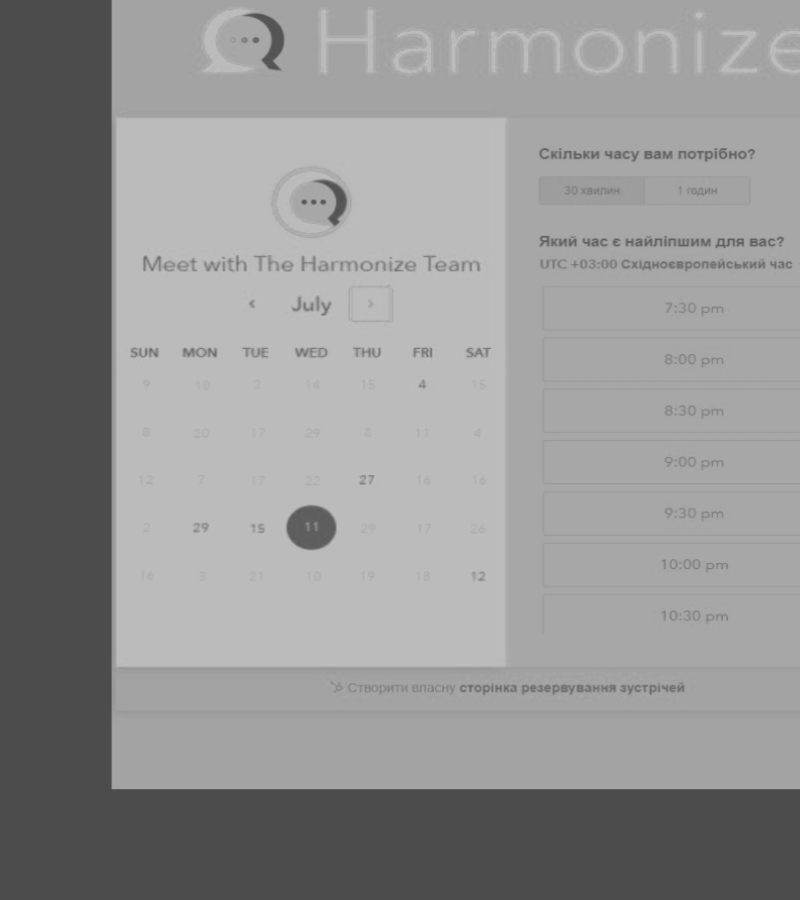 Harmonize
Meet with The Harmonize Team
‹ July ›
SUN MON TUE WED THU FRI SAT
9 10 2 14 15 4 15
8 20 17 29 8 11 4
12 7 17 22 27 16 16
2 29 15 11 29 17 26
14 3 21 10 19 18 12
Скільки часу вам потрібно?
30 хвилин 1 годин
Який час є найліпшим для вас?
UTC +03:00 Східноєвропейський час
7:30 pm
8:00 pm
8:30 pm
9:00 pm
9:30 pm
10:00 pm
10:30 pm
Створити власну сторінка резервування зустрічей